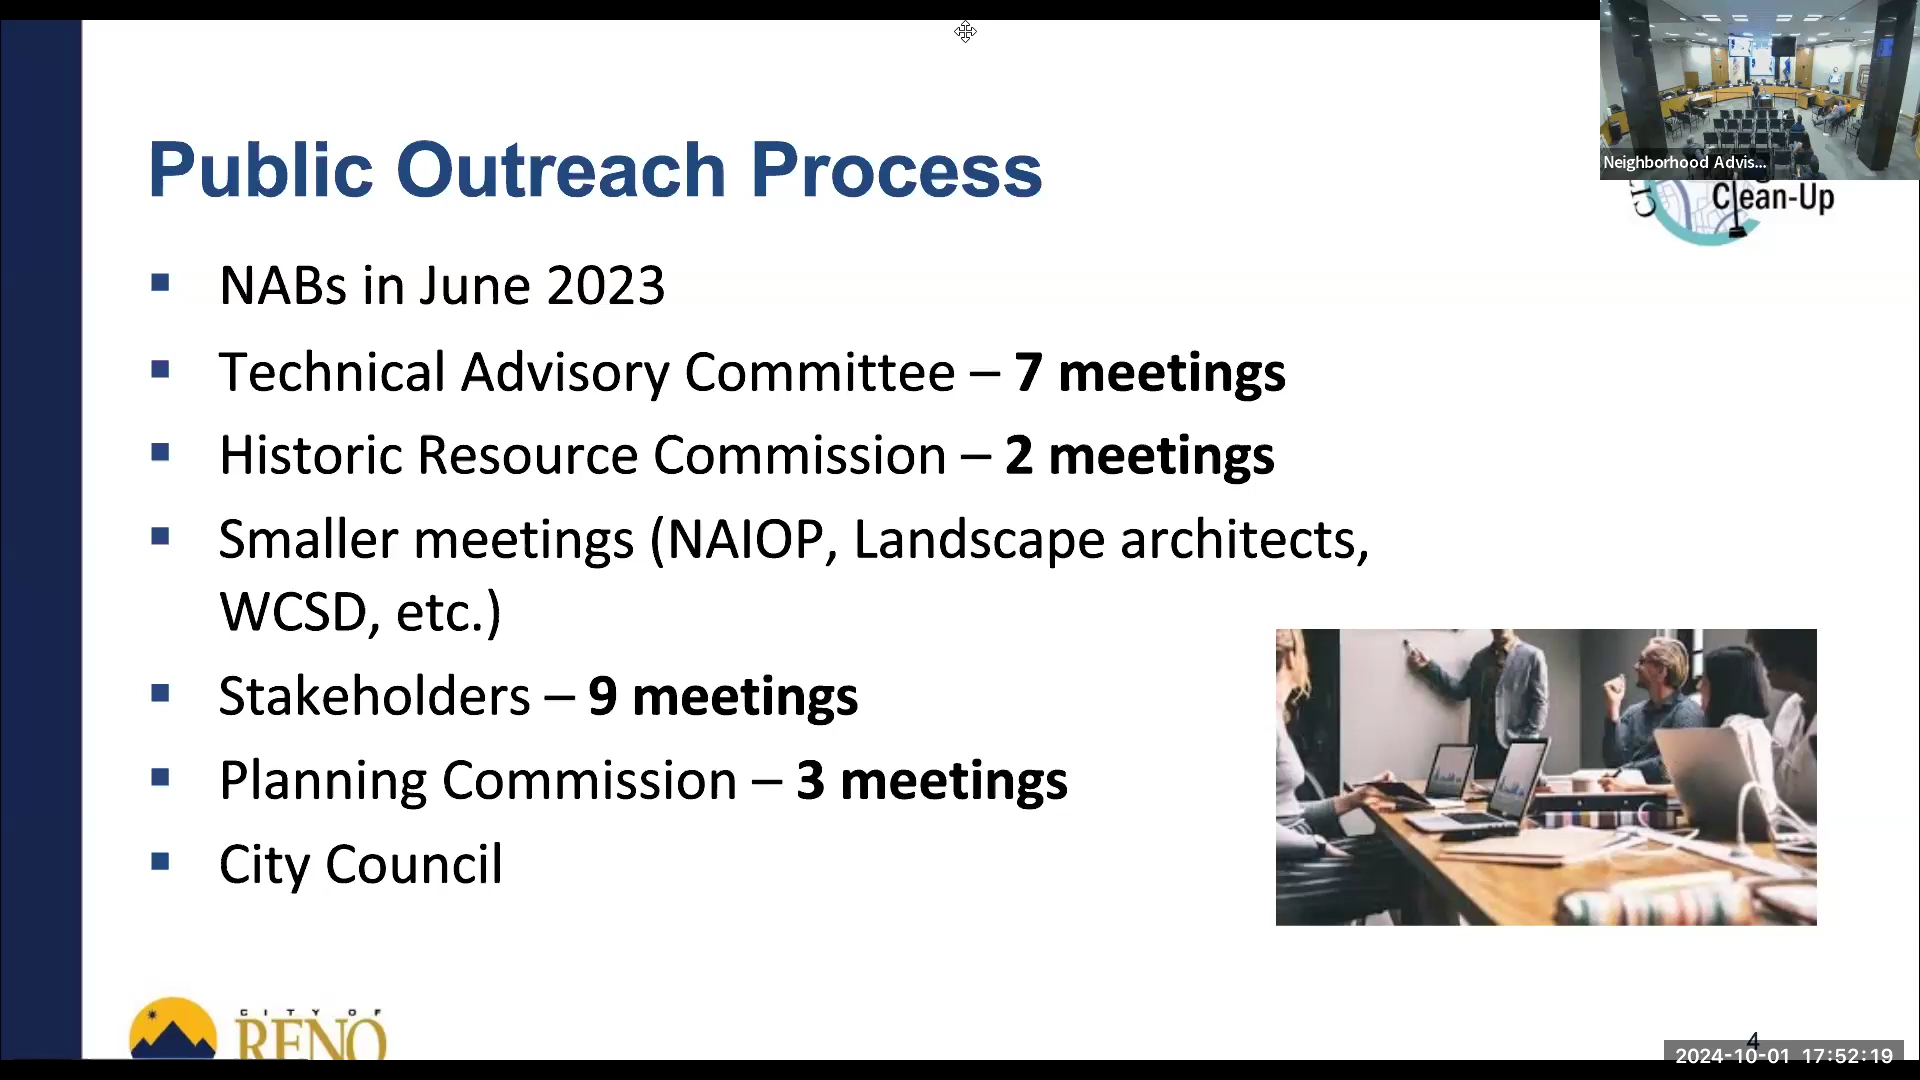 Neighborhood Advis...
Clean-Up
Public Outreach Process
NABs in June 2023
Technical Advisory Committee – 7 meetings
Historic Resource Commission – 2 meetings
Smaller meetings (NAIOP, Landscape architects,
WCSD, etc.)
Stakeholders – 9 meetings
Planning Commission – 3 meetings
City Council
CITY OF
RENO
4
2024-10-01 17:52:19